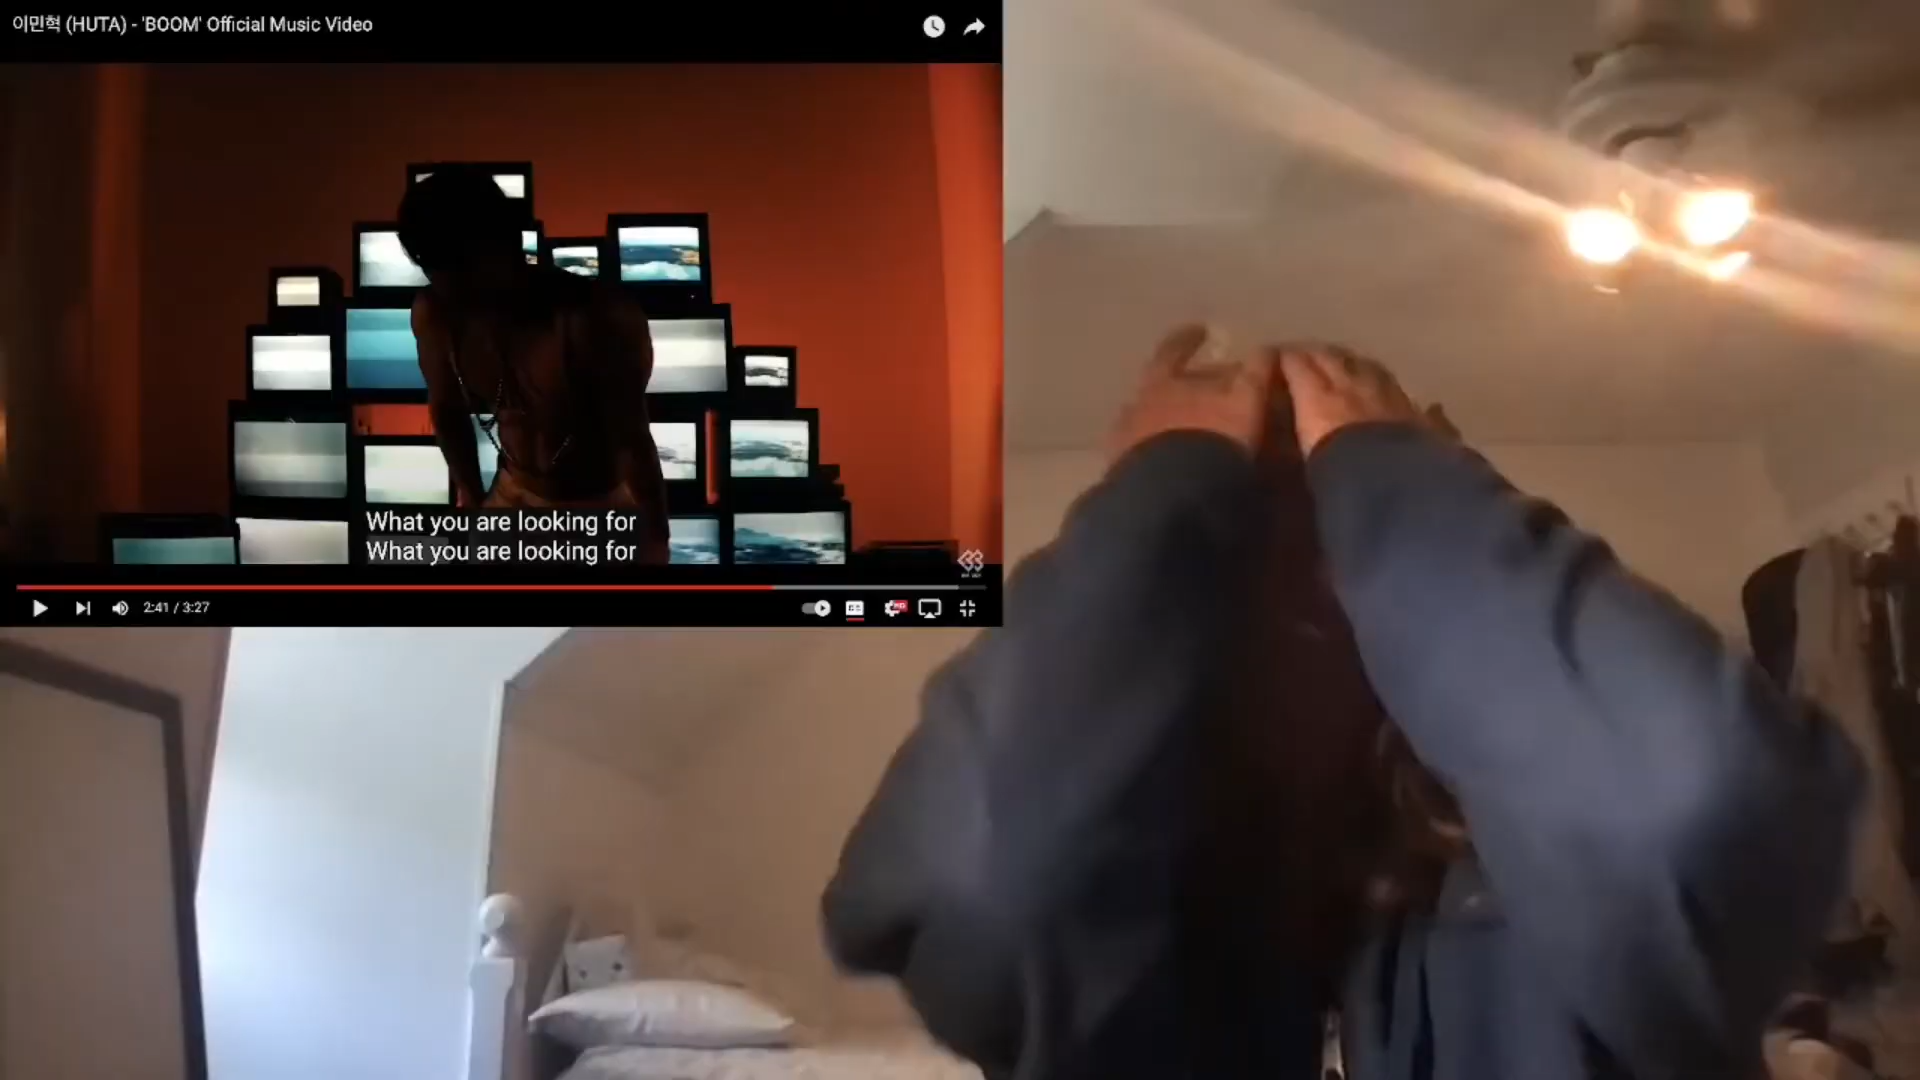 이민혁 (HUTA) - 'BOOM' Official Music Video
What you are looking for
What you are looking for
2:41 / 3:27